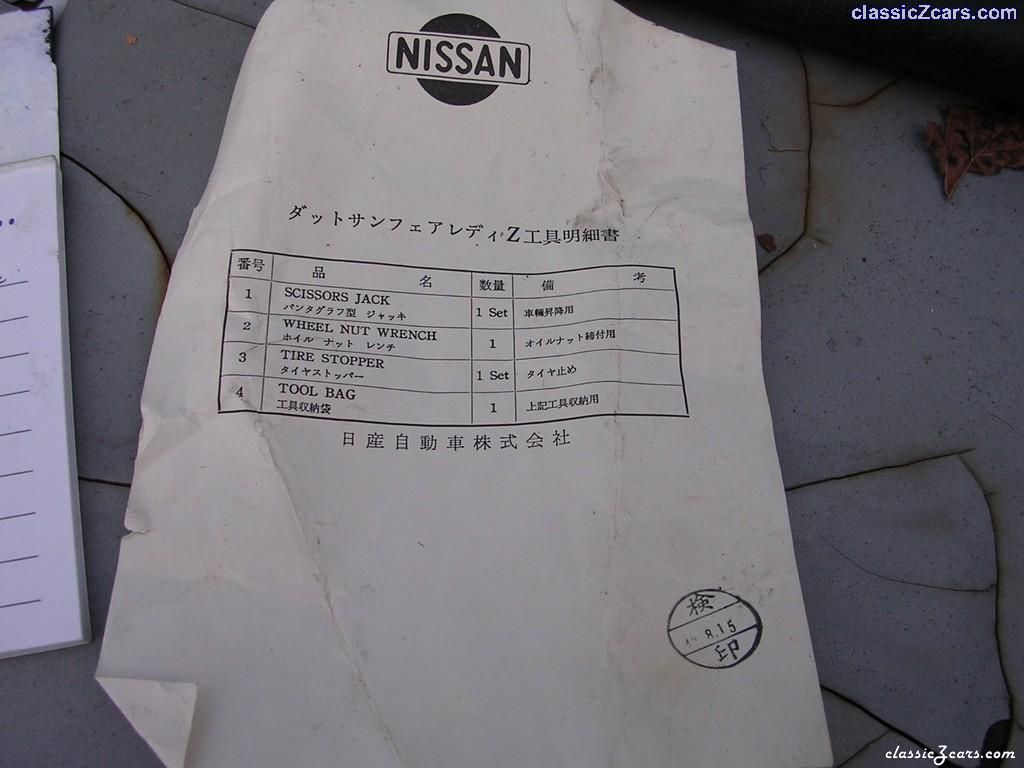 classicZcars.com
NISSAN
ダットサンフェアレディZ工具明細書
番号 品名 数量 備考
1 SCISSORS JACK
パンタグラフ型 ジャッキ 1 Set 車輛昇降用
2 WHEEL NUT WRENCH
ホイル ナット レンチ 1 オイルナット締付用
3 TIRE STOPPER
タイヤストッパー 1 Set タイヤ止め
4 TOOL BAG
工具収納袋 1 上記工具収納用
日産自動車株式会社
検
8.15
印
classicZcars.com